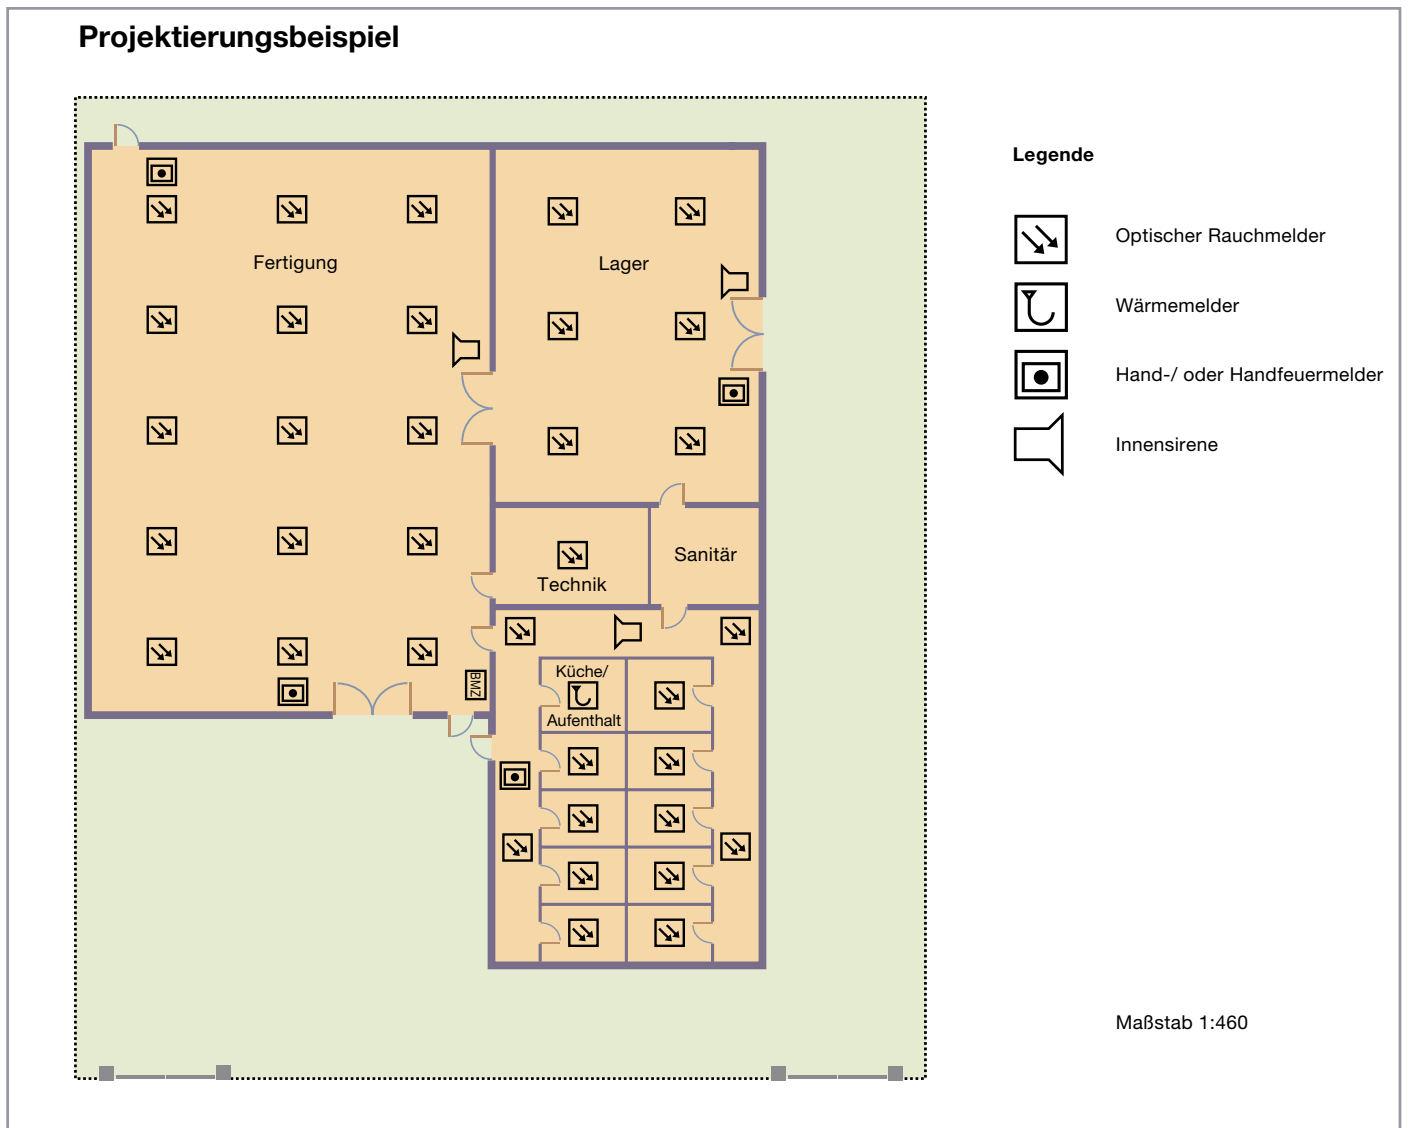 Projektierungsbeispiel
Fertigung
Lager
Technik
Sanitär
BMZ
Küche/
Aufenthalt
Legende
Optischer Rauchmelder
Wärmemelder
Hand-/ oder Handfeuermelder
Innensirene
Maßstab 1:460